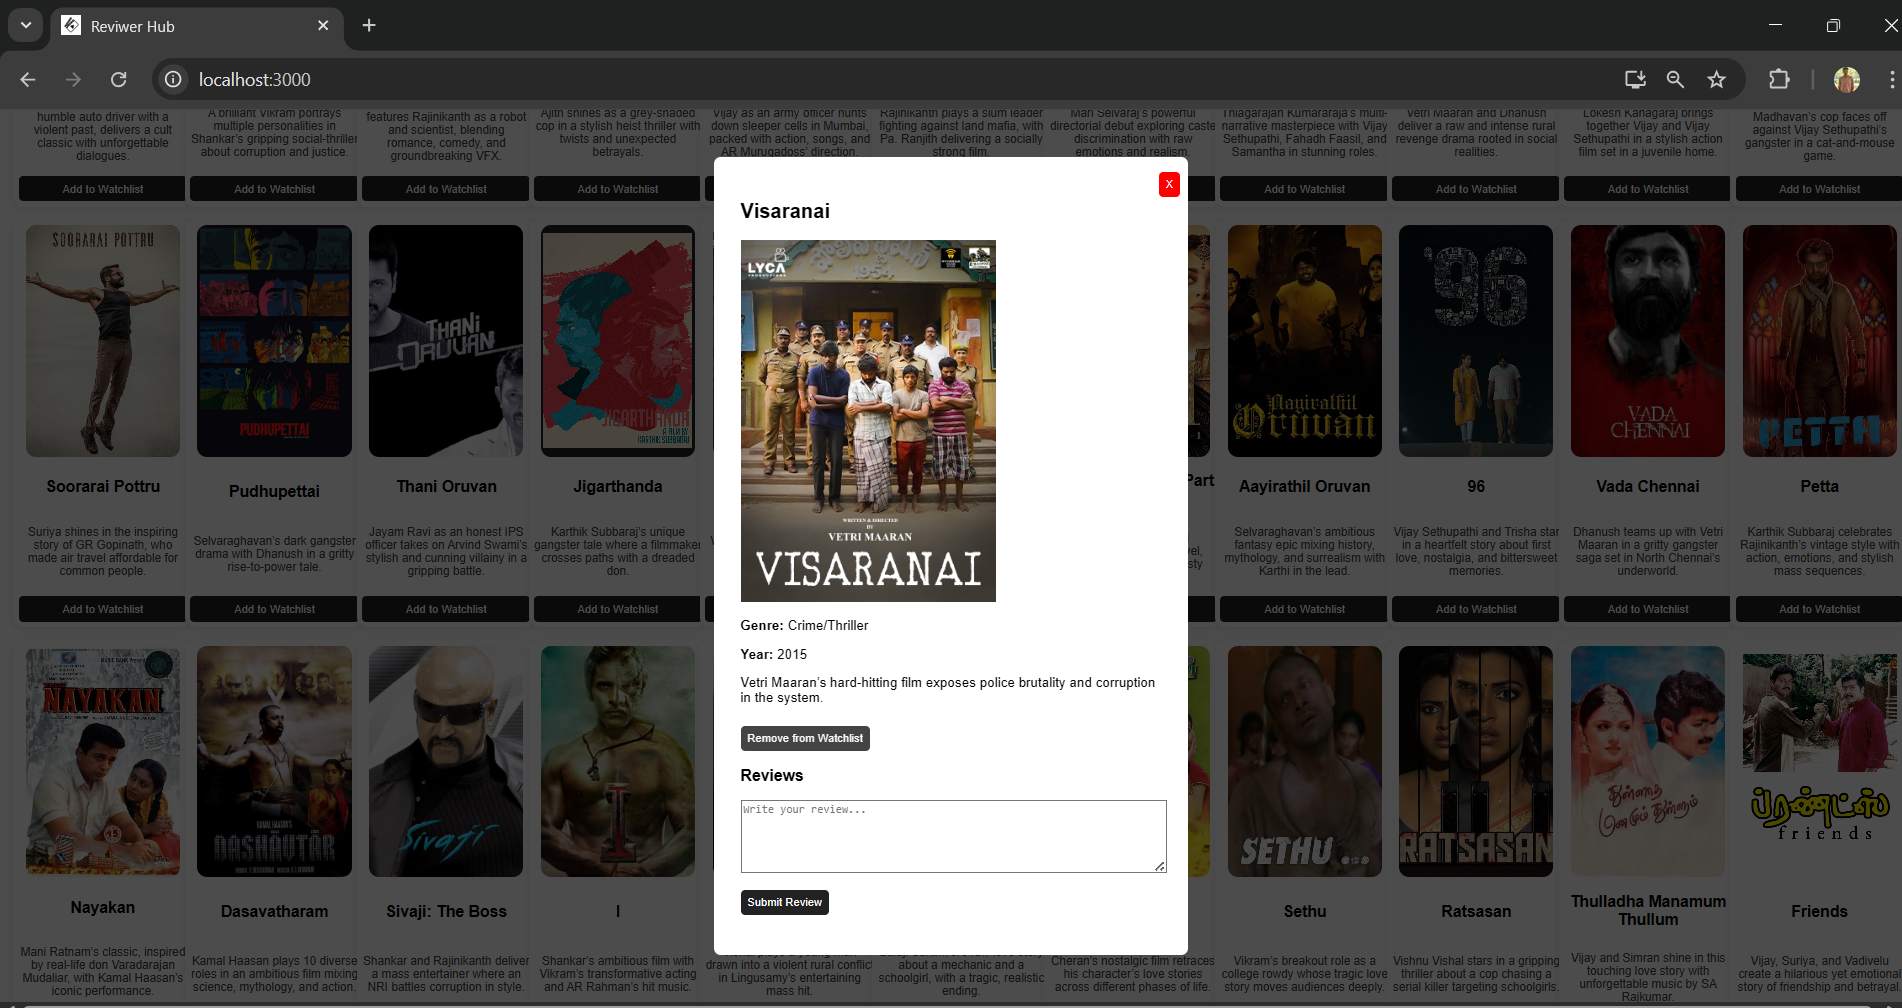 Reviwer Hub
localhost:3000
humble auto driver with a
violent past, delivers a cult
classic with unforgettable
dialogues.
A brilliant Vikram portrays
multiple personalities in
Shankar's gripping social-thriller
about corruption and justice.
features Rajinikanth as a robot
and scientist, blending
romance, comedy, and
groundbreaking VFX.
Ajith shines as a grey-shaded
cop in a stylish heist thriller with
twists and unexpected
betrayals.
Vijay as an army officer hunts
down sleeper cells in Mumbai,
packed with action, songs, and
AR Murugadoss' direction.
Rajinikanth plays a slum leader
fighting against land mafia, with
Pa. Ranjith delivering a socially
strong film.
Mari Selvaraj's powerful
directorial debut exploring caste
discrimination with raw
emotions and realism.
Thiagarajan Kumararaja's multi-
narrative masterpiece with Vijay
Sethupathi, Fahadh Faasil, and
Samantha in stunning roles.
Vetri Maaran and Dhanush
deliver a raw and intense rural
revenge drama rooted in social
realities.
Lokesh Kanagaraj brings
together Vijay and Vijay
Sethupathi in a stylish action
film set in a juvenile home.
Madhavan's cop faces off
against Vijay Sethupathi's
gangster in a cat-and-mouse
game.
Add to Watchlist
Add to Watchlist
Add to Watchlist
Add to Watchlist
Add to Watchlist
Add to Watchlist
Add to Watchlist
Add to Watchlist
X
Visaranai
LYCA
PRODUCTIONS
1954
WRITTEN & DIRECTED
BY
VETRI MAARAN
VISARANAI
Genre: Crime/Thriller
Year: 2015
Vetri Maaran's hard-hitting film exposes police brutality and corruption
in the system.
Remove from Watchlist
Reviews
Write your review...
Submit Review
SOORARAI POTTRU
PUDHUPETTAI
THANI
ORUVAN
JIGARTHANDA
A FILM BY
KARTHIK SUBBARAJ
Aayirathil
Oruvan
'96
VADA
CHENNAI
PETTA
Soorarai Pottru
Pudhupettai
Thani Oruvan
Jigarthanda
Part
Aayirathil Oruvan
96
Vada Chennai
Petta
Suriya shines in the inspiring
story of GR Gopinath, who
made air travel affordable for
common people.
Selvaraghavan's dark gangster
drama with Dhanush in a gritty
rise-to-power tale.
Jayam Ravi as an honest IPS
officer takes on Arvind Swami's
stylish and cunning villainy in a
gripping battle.
Karthik Subbaraj's unique
gangster tale where a filmmaker
crosses paths with a dreaded
don.
Selvaraghavan's ambitious
fantasy epic mixing history,
mythology, and surrealism with
Karthi in the lead.
Vijay Sethupathi and Trisha star
in a heartfelt story about first
love, nostalgia, and bittersweet
memories.
Dhanush teams up with Vetri
Maaran in a gritty gangster
saga set in North Chennai's
underworld.
Karthik Subbaraj celebrates
Rajinikanth's vintage style with
action, emotions, and stylish
mass sequences.
Add to Watchlist
Add to Watchlist
Add to Watchlist
Add to Watchlist
Add to Watchlist
Add to Watchlist
Add to Watchlist
Add to Watchlist
NAYAKAN
DASHAVTAR
Sivaji
I
SETHU ...
RATSASAN
துள்ளாத
மனமும் துள்ளும்
ப்ரண்ட்ஸ்
friends
Nayakan
Dasavatharam
Sivaji: The Boss
I
Sethu
Ratsasan
Thulladha Manamum
Thullum
Friends
Mani Ratnam's classic, inspired
by real-life don Varadarajan
Mudaliar, with Kamal Haasan's
iconic performance.
Kamal Haasan plays 10 diverse
roles in an ambitious film mixing
science, mythology, and action.
Shankar and Rajinikanth deliver
a mass entertainer where an
NRI battles corruption in style.
Shankar's ambitious film with
Vikram's transformative acting
and AR Rahman's hit music.
drawn into a violent rural conflict
in Lingusamy's entertaining
mass hit.
about a mechanic and a
schoolgirl, with a tragic, realistic
ending.
Cheran's nostalgic film retraces
his character's love stories
across different phases of life.
Vikram's breakout role as a
college rowdy whose tragic love
story moves audiences deeply.
Vishnu Vishal stars in a gripping
thriller about a cop chasing a
serial killer targeting schoolgirls.
Vijay and Simran shine in this
touching love story with
unforgettable music by SA
Rajkumar.
Vijay, Suriya, and Vadivelu
create a hilarious yet emotional
story of friendship and betrayal.